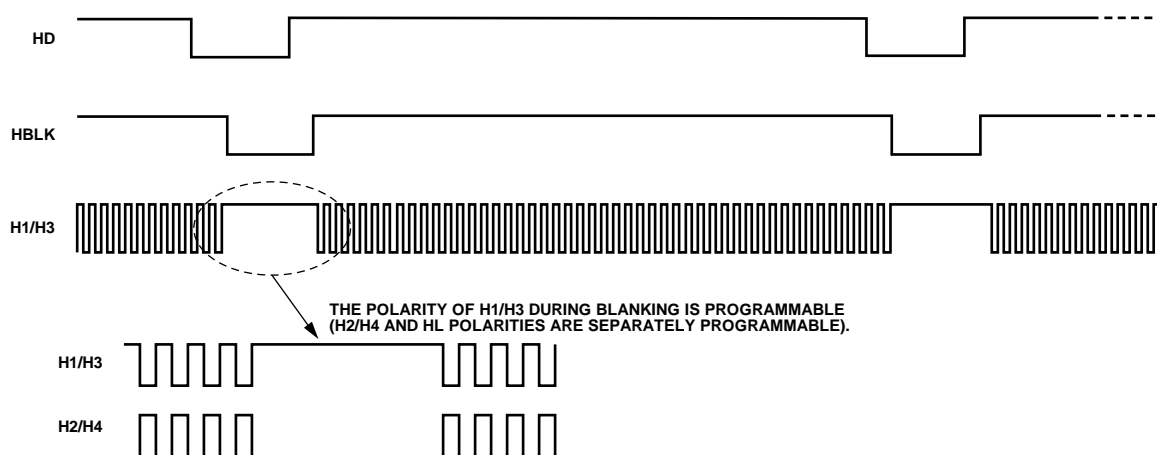 HD
HBLK
H1/H3
THE POLARITY OF H1/H3 DURING BLANKING IS PROGRAMMABLE
(H2/H4 AND HL POLARITIES ARE SEPARATELY PROGRAMMABLE).
H1/H3
H2/H4